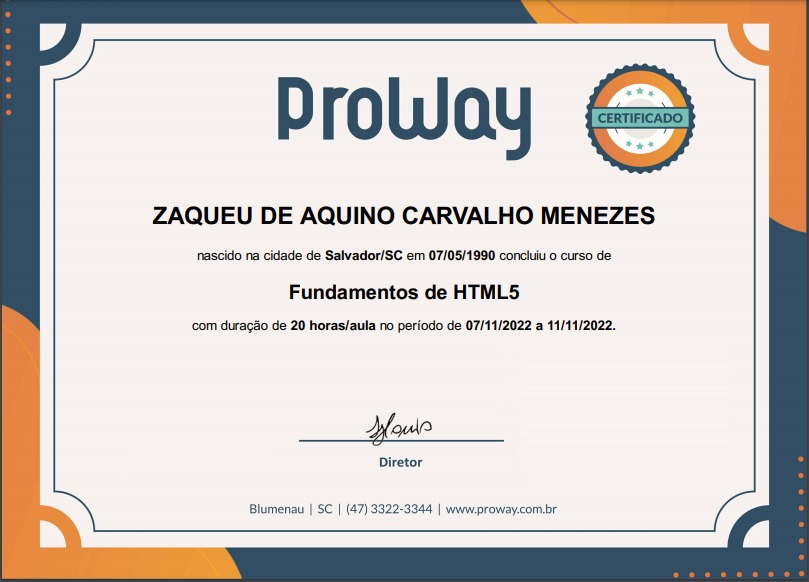 ProWay
CERTIFICADO
ZAQUEU DE AQUINO CARVALHO MENEZES
nascido na cidade de Salvador/SC em 07/05/1990 concluiu o curso de
Fundamentos de HTML5
com duração de 20 horas/aula no período de 07/11/2022 a 11/11/2022.
Diretor
Blumenau | SC | (47) 3322-3344 | www.proway.com.br